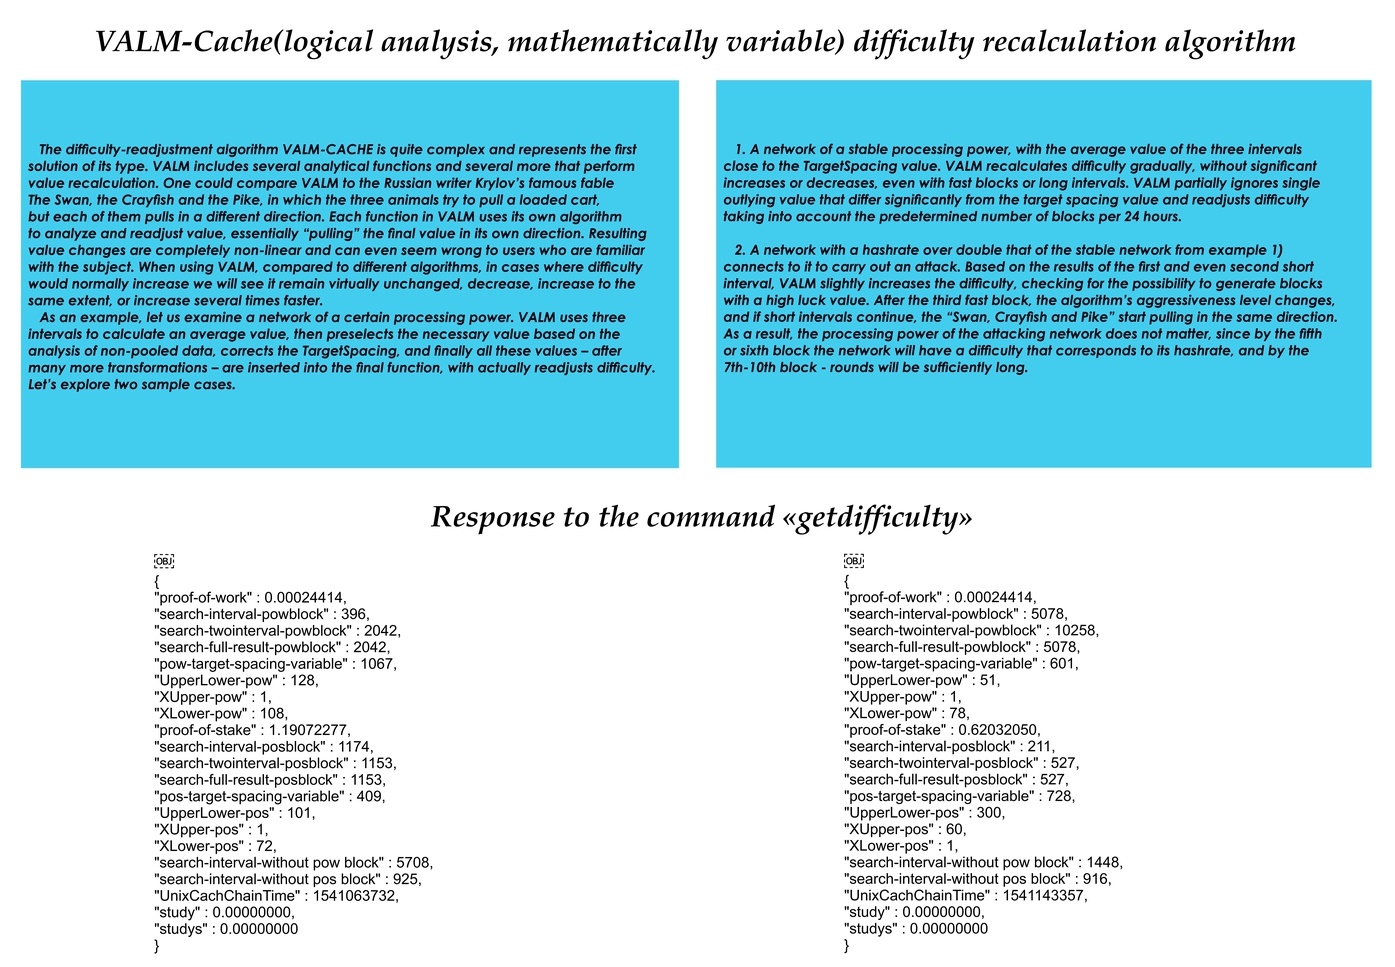 VALM-Cache(logical analysis, mathematically variable) difficulty recalculation algorithm
The difficulty-readjustment algorithm VALM-CACHE is quite complex and represents the first
solution of its type. VALM includes several analytical functions and several more that perform
value recalculation. One could compare VALM to the Russian writer Krylov's famous fable
The Swan, the Crayfish and the Pike, in which the three animals try to pull a loaded cart,
but each of them pulls in a different direction. Each function in VALM uses its own algorithm
to analyze and readjust value, essentially "pulling" the final value in its own direction. Resulting
value changes are completely non-linear and can even seem wrong to users who are familiar
with the subject. When using VALM, compared to different algorithms, in cases where difficulty
would normally increase we will see it remain virtually unchanged, decrease, increase to the
same extent, or increase several times faster.
As an example, let us examine a network of a certain processing power. VALM uses three
intervals to calculate an average value, then preselects the necessary value based on the
analysis of non-pooled data, corrects the TargetSpacing, and finally all these values – after
many more transformations – are inserted into the final function, with actually readjusts difficulty.
Let's explore two sample cases.
1. A network of a stable processing power, with the average value of the three intervals
close to the TargetSpacing value. VALM recalculates difficulty gradually, without significant
increases or decreases, even with fast blocks or long intervals. VALM partially ignores single
outlying value that differ significantly from the target spacing value and readjusts difficulty
taking into account the predetermined number of blocks per 24 hours.
2. A network with a hashrate over double that of the stable network from example 1)
connects to it to carry out an attack. Based on the results of the first and even second short
interval, VALM slightly increases the difficulty, checking for the possibility to generate blocks
with a high luck value. After the third fast block, the algorithm's aggressiveness level changes,
and if short intervals continue, the "Swan, Crayfish and Pike" start pulling in the same direction.
As a result, the processing power of the attacking network does not matter, since by the fifth
or sixth block the network will have a difficulty that corresponds to its hashrate, and by the
7th-10th block - rounds will be sufficiently long.
Response to the command «getdifficulty»
OBJ
{
"proof-of-work" : 0.00024414,
"search-interval-powblock" : 396,
"search-twointerval-powblock" : 2042,
"search-full-result-powblock" : 2042,
"pow-target-spacing-variable" : 1067,
"UpperLower-pow" : 128,
"XUpper-pow" : 1,
"XLower-pow" : 108,
"proof-of-stake" : 1.19072277,
"search-interval-posblock" : 1174,
"search-twointerval-posblock" : 1153,
"search-full-result-posblock" : 1153,
"pos-target-spacing-variable" : 409,
"UpperLower-pos" : 101,
"XUpper-pos" : 1,
"XLower-pos" : 72,
"search-interval-without pow block" : 5708,
"search-interval-without pos block" : 925,
"UnixCachChainTime" : 1541063732,
"study" : 0.00000000,
"studys" : 0.00000000
}
OBJ
{
"proof-of-work" : 0.00024414,
"search-interval-powblock" : 5078,
"search-twointerval-powblock" : 10258,
"search-full-result-powblock" : 5078,
"pow-target-spacing-variable" : 601,
"UpperLower-pow" : 51,
"XUpper-pow" : 1,
"XLower-pow" : 78,
"proof-of-stake" : 0.62032050,
"search-interval-posblock" : 211,
"search-twointerval-posblock" : 527,
"search-full-result-posblock" : 527,
"pos-target-spacing-variable" : 728,
"UpperLower-pos" : 300,
"XUpper-pos" : 60,
"XLower-pos" : 1,
"search-interval-without pow block" : 1448,
"search-interval-without pos block" : 916,
"UnixCachChainTime" : 1541143357,
"study" : 0.00000000,
"studys" : 0.00000000
}